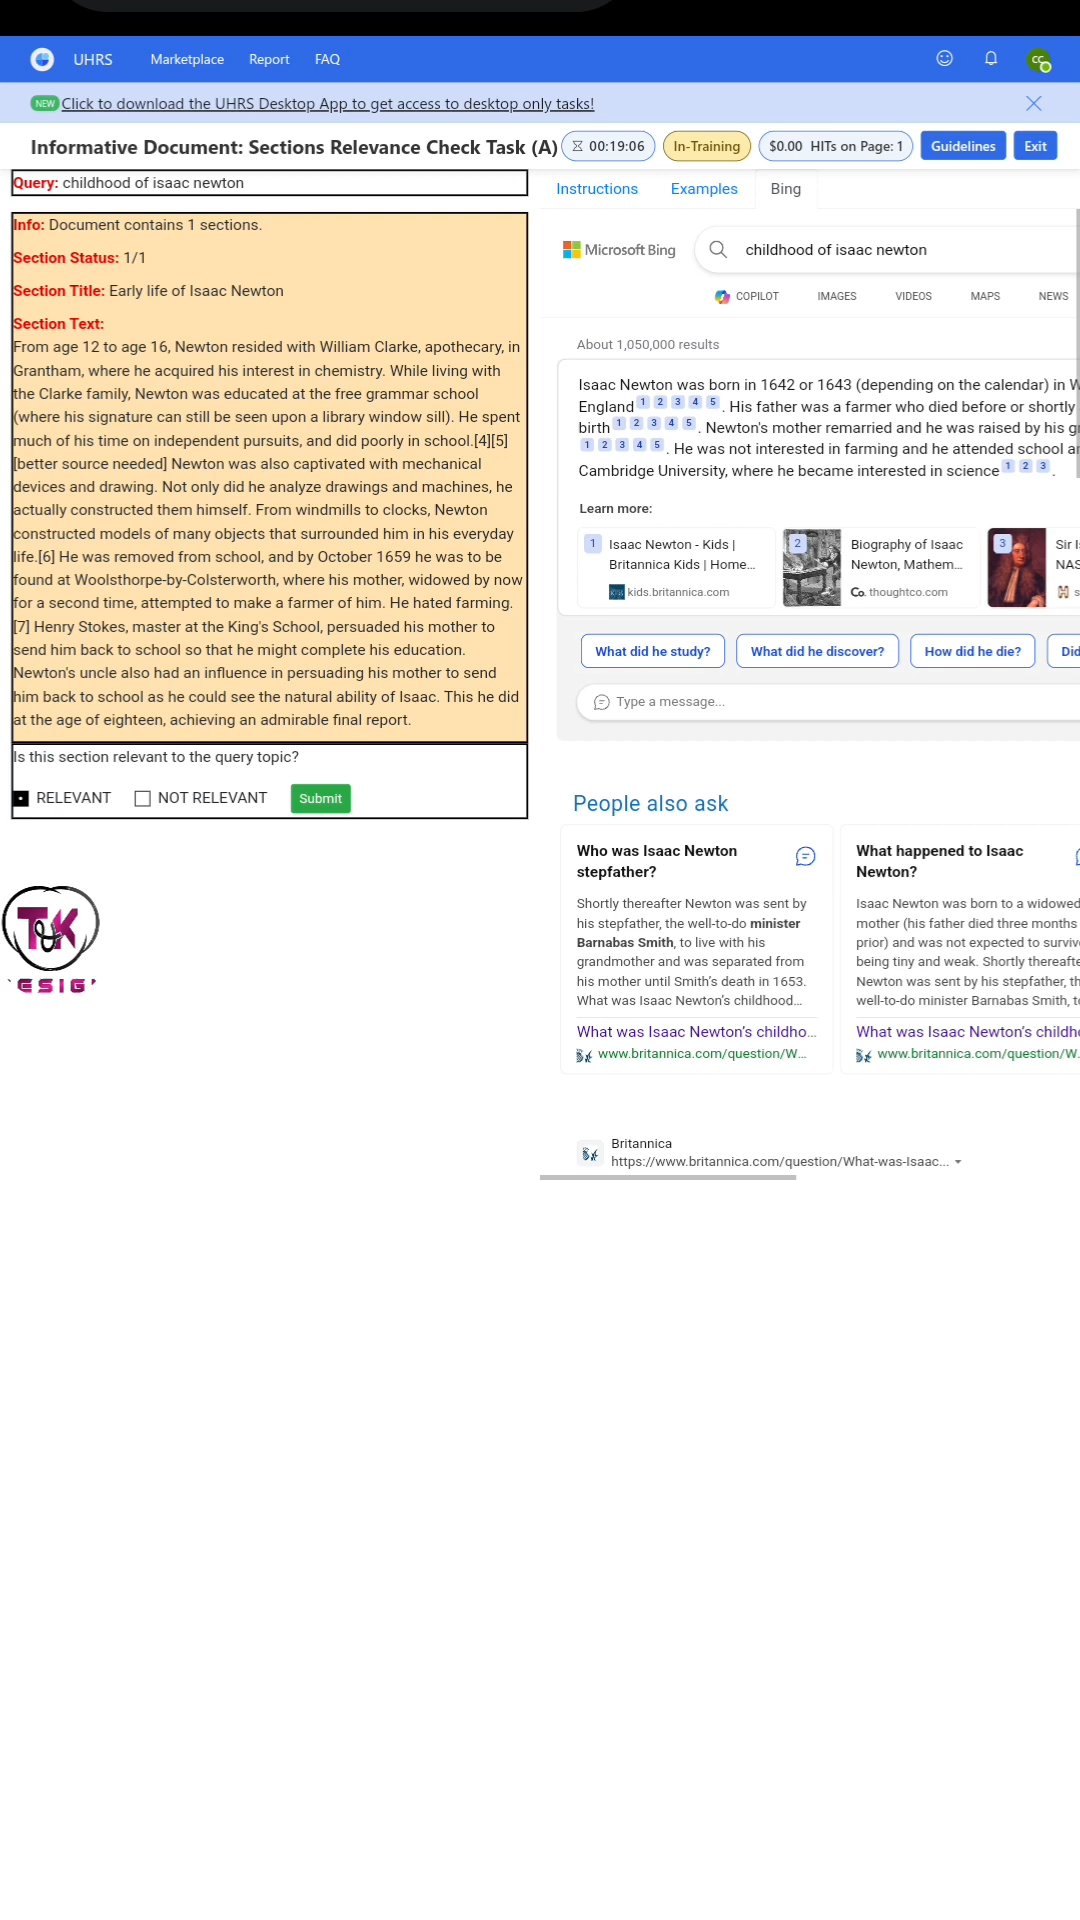 UHRS Marketplace Report FAQ CC
NEW Click to download the UHRS Desktop App to get access to desktop only tasks!
Informative Document: Sections Relevance Check Task (A) 00:19:06 In-Training $0.00 HITs on Page: 1 Guidelines Exit
Query: childhood of isaac newton
Info: Document contains 1 sections.
Section Status: 1/1
Section Title: Early life of Isaac Newton
Section Text:
From age 12 to age 16, Newton resided with William Clarke, apothecary, in
Grantham, where he acquired his interest in chemistry. While living with
the Clarke family, Newton was educated at the free grammar school
(where his signature can still be seen upon a library window sill). He spent
much of his time on independent pursuits, and did poorly in school.[4][5]
[better source needed] Newton was also captivated with mechanical
devices and drawing. Not only did he analyze drawings and machines, he
actually constructed them himself. From windmills to clocks, Newton
constructed models of many objects that surrounded him in his everyday
life.[6] He was removed from school, and by October 1659 he was to be
found at Woolsthorpe-by-Colsterworth, where his mother, widowed by now
for a second time, attempted to make a farmer of him. He hated farming.
[7] Henry Stokes, master at the King's School, persuaded his mother to
send him back to school so that he might complete his education.
Newton's uncle also had an influence in persuading his mother to send
him back to school as he could see the natural ability of Isaac. This he did
at the age of eighteen, achieving an admirable final report.
Is this section relevant to the query topic?
RELEVANT NOT RELEVANT Submit
T&K
ESIG
Instructions Examples Bing
Microsoft Bing childhood of isaac newton
COPILOT IMAGES VIDEOS MAPS NEWS
About 1,050,000 results
Isaac Newton was born in 1642 or 1643 (depending on the calendar) in W
England 1 2 3 4 5 . His father was a farmer who died before or shortly
birth 1 2 3 4 5 . Newton's mother remarried and he was raised by his g
1 2 3 4 5 . He was not interested in farming and he attended school a
Cambridge University, where he became interested in science 1 2 3 .
Learn more:
1 Isaac Newton - Kids |
Britannica Kids | Home...
kids.britannica.com
2 Biography of Isaac
Newton, Mathem...
Co. thoughtco.com
3 Sir I
NAS
s
What did he study? What did he discover? How did he die? Did
Type a message...
People also ask
Who was Isaac Newton
stepfather?
Shortly thereafter Newton was sent by
his stepfather, the well-to-do minister
Barnabas Smith, to live with his
grandmother and was separated from
his mother until Smith's death in 1653.
What was Isaac Newton's childhood...
What was Isaac Newton's childho...
www.britannica.com/question/W...
What happened to Isaac
Newton?
Isaac Newton was born to a widowed
mother (his father died three months
prior) and was not expected to surviv
being tiny and weak. Shortly thereafte
Newton was sent by his stepfather, th
well-to-do minister Barnabas Smith, t
What was Isaac Newton's childh
www.britannica.com/question/W.
Britannica
https://www.britannica.com/question/What-was-Isaac...